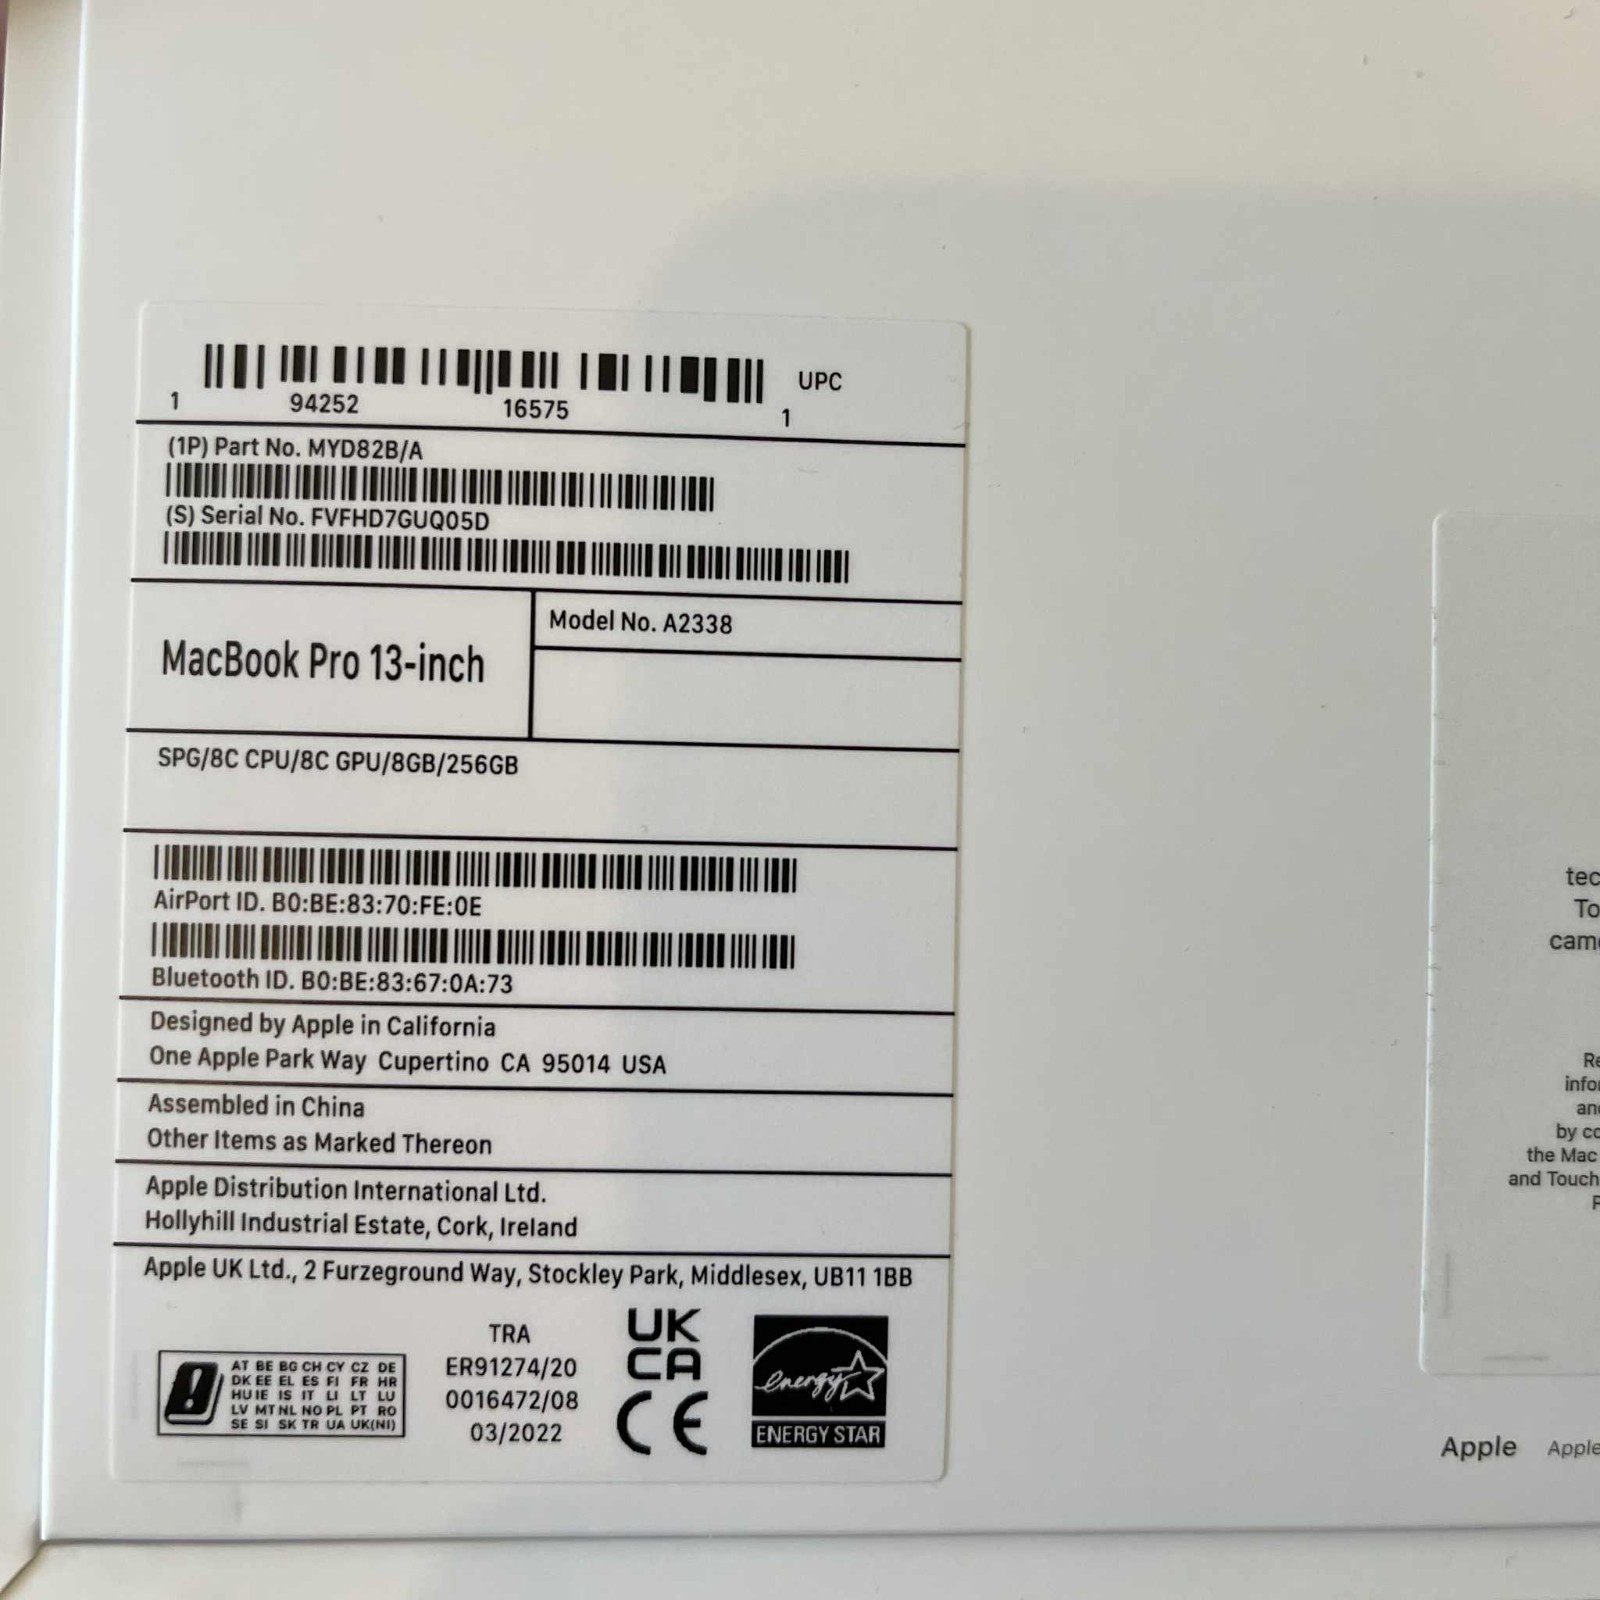 1 94252 16575 1 UPC
(1P) Part No. MYD82B/A
(S) Serial No. FVFHD7GUQ05D
MacBook Pro 13-inch
Model No. A2338
SPG/8C CPU/8C GPU/8GB/256GB
AirPort ID. B0:BE:83:70:FE:0E
Bluetooth ID. B0:BE:83:67:0A:73
Designed by Apple in California
One Apple Park Way Cupertino CA 95014 USA
Assembled in China
Other Items as Marked Thereon
Apple Distribution International Ltd.
Hollyhill Industrial Estate, Cork, Ireland
Apple UK Ltd., 2 Furzeground Way, Stockley Park, Middlesex, UB11 1BB
AT BE BG CH CY CZ DE
DK EE EL ES FI FR HR
HU IE IS IT LI LT LU
LV MT NL NO PL PT RO
SE SI SK TR UA UK(NI)
TRA
ER91274/20
0016472/08
03/2022
UK
CA
CE
energy
ENERGY STAR
the Mac
and Touch
Apple Apple